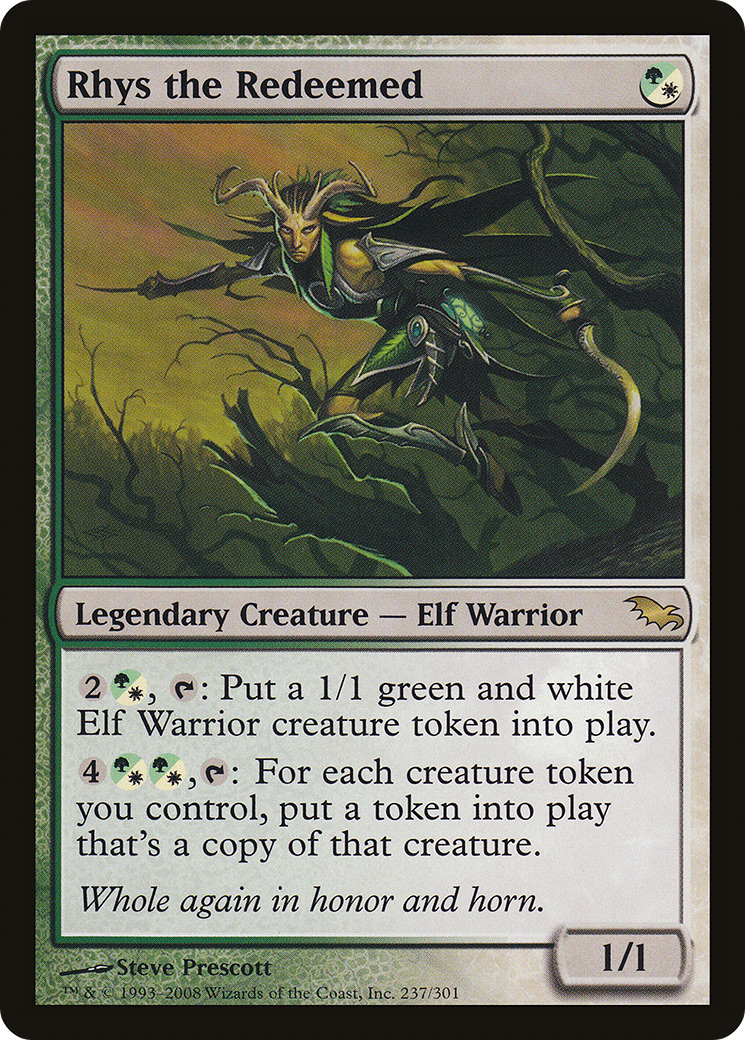 Rhys the Redeemed
Legendary Creature — Elf Warrior
2, : Put a 1/1 green and white
Elf Warrior creature token into play.
4, : For each creature token
you control, put a token into play
that's a copy of that creature.
Whole again in honor and horn.
1/1
Steve Prescott
™ & © 1993–2008 Wizards of the Coast, Inc. 237/301